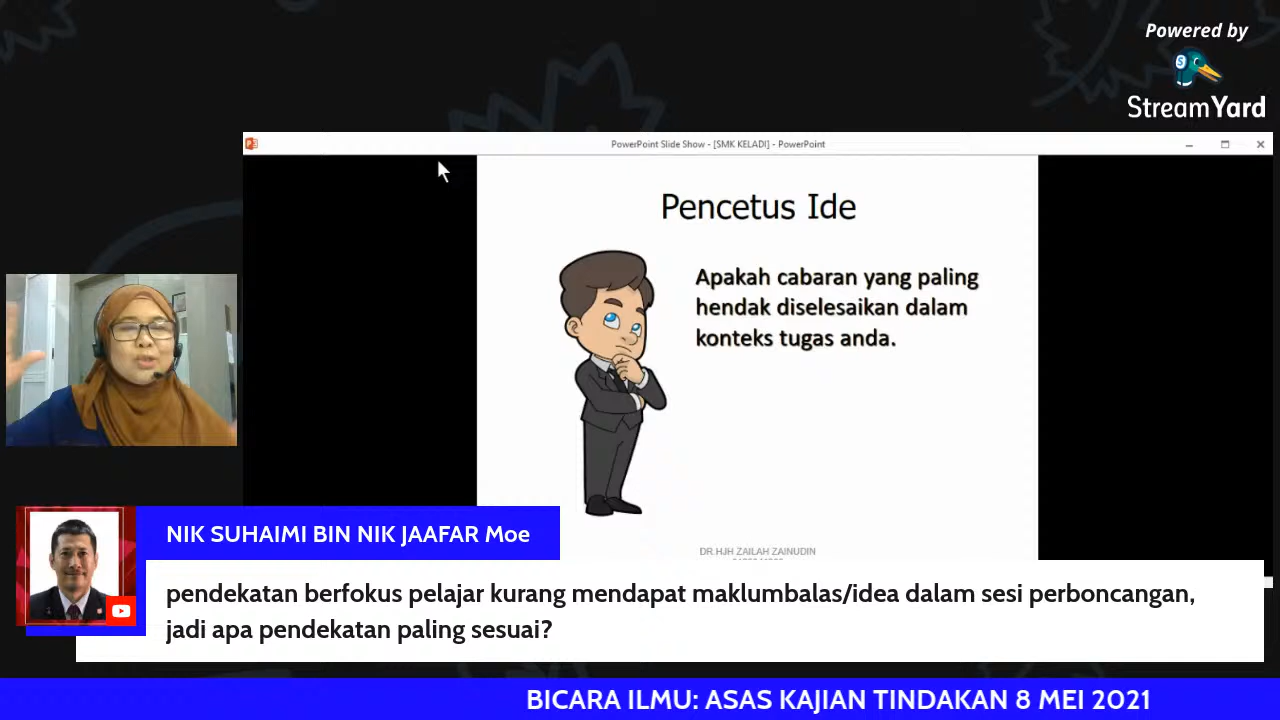 Powered by
StreamYard
PowerPoint Slide Show - [SMK KELADI] - PowerPoint
Pencetus Ide
Apakah cabaran yang paling
hendak diselesaikan dalam
konteks tugas anda.
DR.HJH ZAILAH ZAINUDIN
NIK SUHAIMI BIN NIK JAAFAR Moe
pendekatan berfokus pelajar kurang mendapat maklumbalas/idea dalam sesi perboncangan,
jadi apa pendekatan paling sesuai?
BICARA ILMU: ASAS KAJIAN TINDAKAN 8 MEI 2021